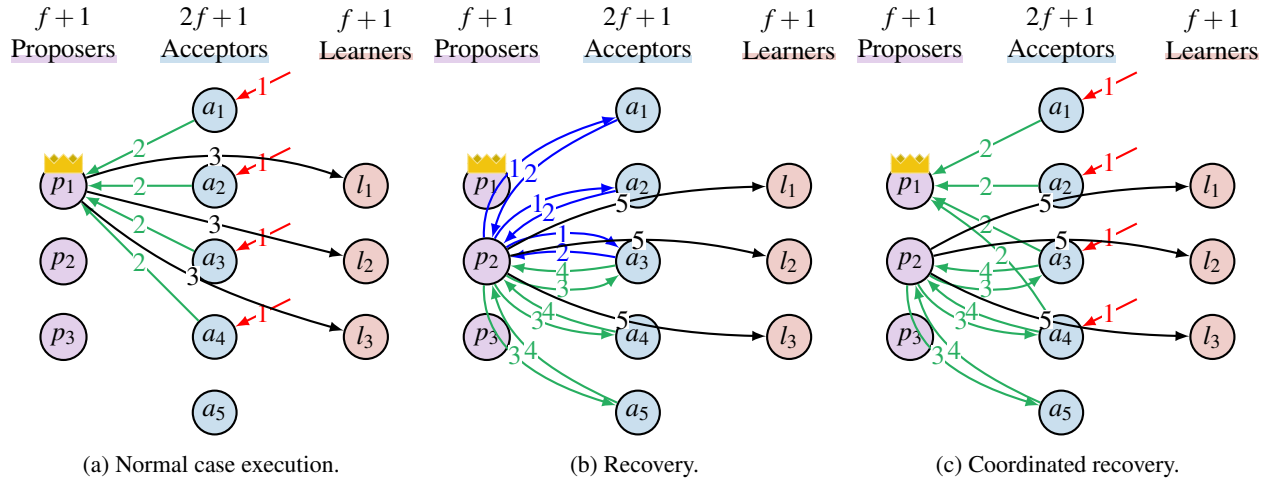 f + 1 2f + 1 f + 1 f + 1 2f + 1 f + 1 f + 1 2f + 1 f + 1
Proposers Acceptors Learners Proposers Acceptors Learners Proposers Acceptors Learners
a1 1 a1 a1 1
2 3 1 1 2 1 2 1
p1 2 a2 l1 p1 2 a2 l1 p1 2 a2 l1
3 1 2 5 5
2 1 1 5 2 5 1
p2 2 a3 l2 p2 2 a3 l2 p2 2 a3 l2
3 4 4
3 3
1 4 5 4 5 1
p3 a4 l3 p3 3 a4 l3 p3 3 a4 l3
3 4 3 4
a5 a5 a5
(a) Normal case execution. (b) Recovery. (c) Coordinated recovery.